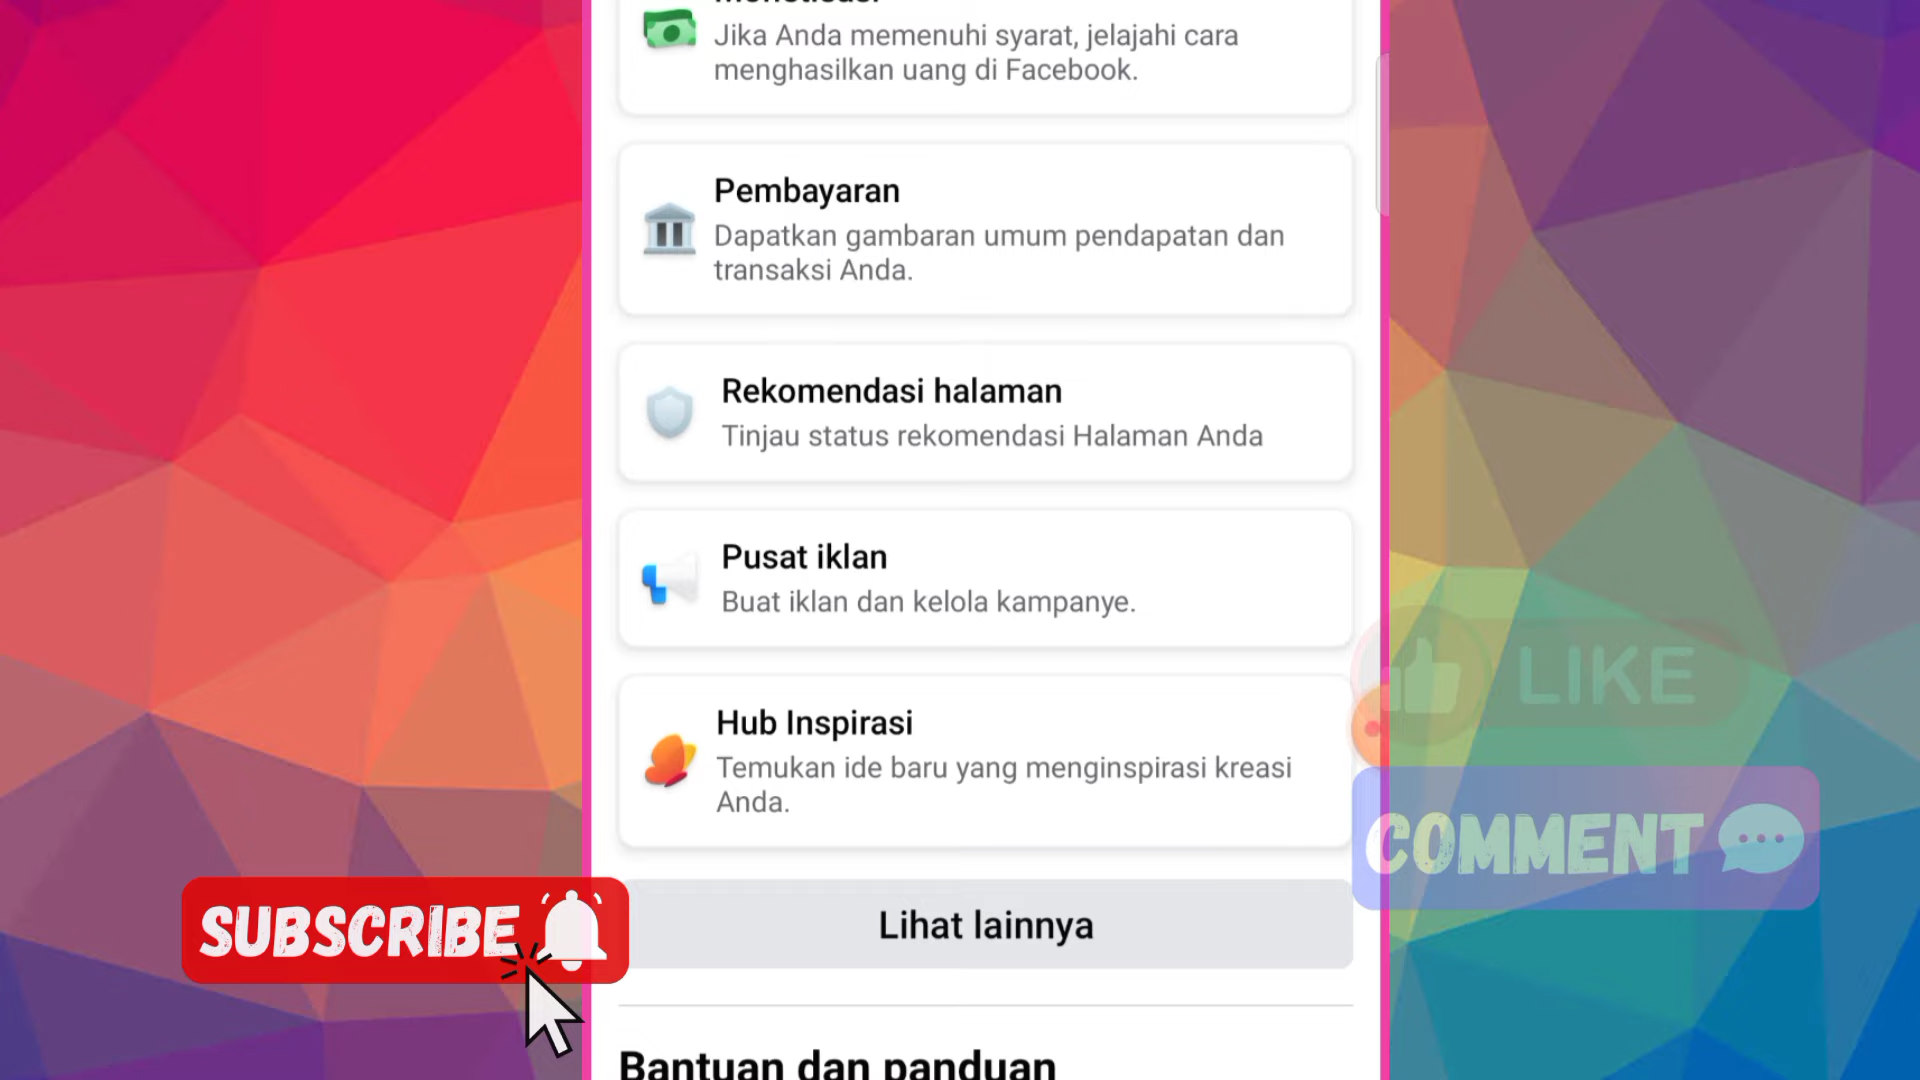 Monetisasi
Jika Anda memenuhi syarat, jelajahi cara
menghasilkan uang di Facebook.
Pembayaran
Dapatkan gambaran umum pendapatan dan
transaksi Anda.
Rekomendasi halaman
Tinjau status rekomendasi Halaman Anda
Pusat iklan
Buat iklan dan kelola kampanye.
LIKE
Hub Inspirasi
Temukan ide baru yang menginspirasi kreasi
Anda.
COMMENT
SUBSCRIBE
Lihat lainnya
Bantuan dan panduan